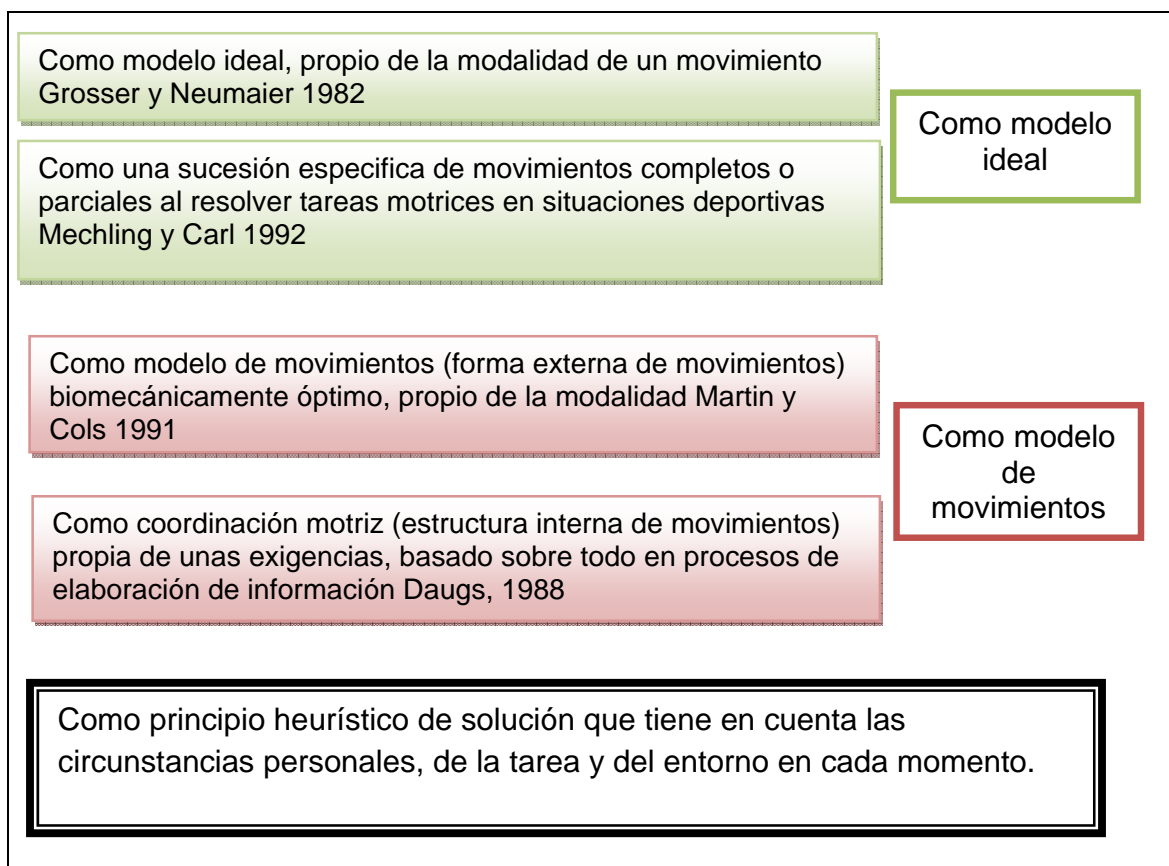 Como modelo ideal, propio de la modalidad de un movimiento
Grosser y Neumaier 1982
Como una sucesión especifica de movimientos completos o
parciales al resolver tareas motrices en situaciones deportivas
Mechling y Carl 1992
Como modelo
ideal
Como modelo de movimientos (forma externa de movimientos)
biomecánicamente óptimo, propio de la modalidad Martin y
Cols 1991
Como coordinación motriz (estructura interna de movimientos)
propia de unas exigencias, basado sobre todo en procesos de
elaboración de información Daugs, 1988
Como modelo
de
movimientos
Como principio heurístico de solución que tiene en cuenta las
circunstancias personales, de la tarea y del entorno en cada momento.